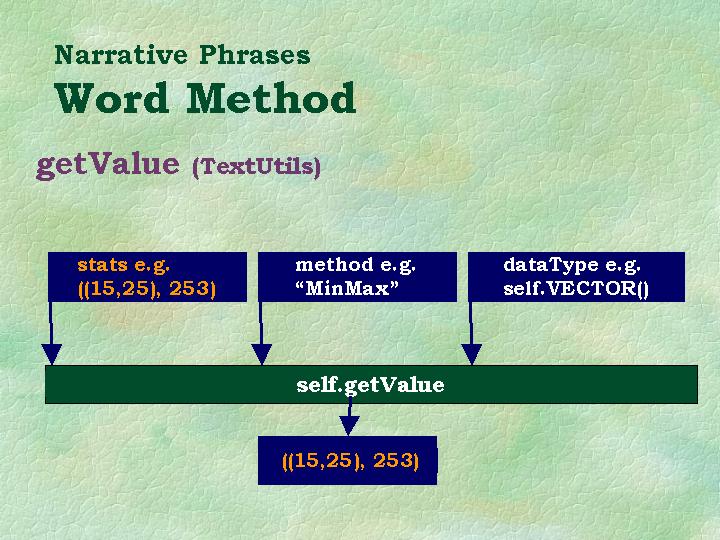 Narrative Phrases
Word Method
getValue (TextUtils)
stats e.g.
((15,25), 253)
method e.g.
“MinMax”
dataType e.g.
self.VECTOR()
self.getValue
((15,25), 253)